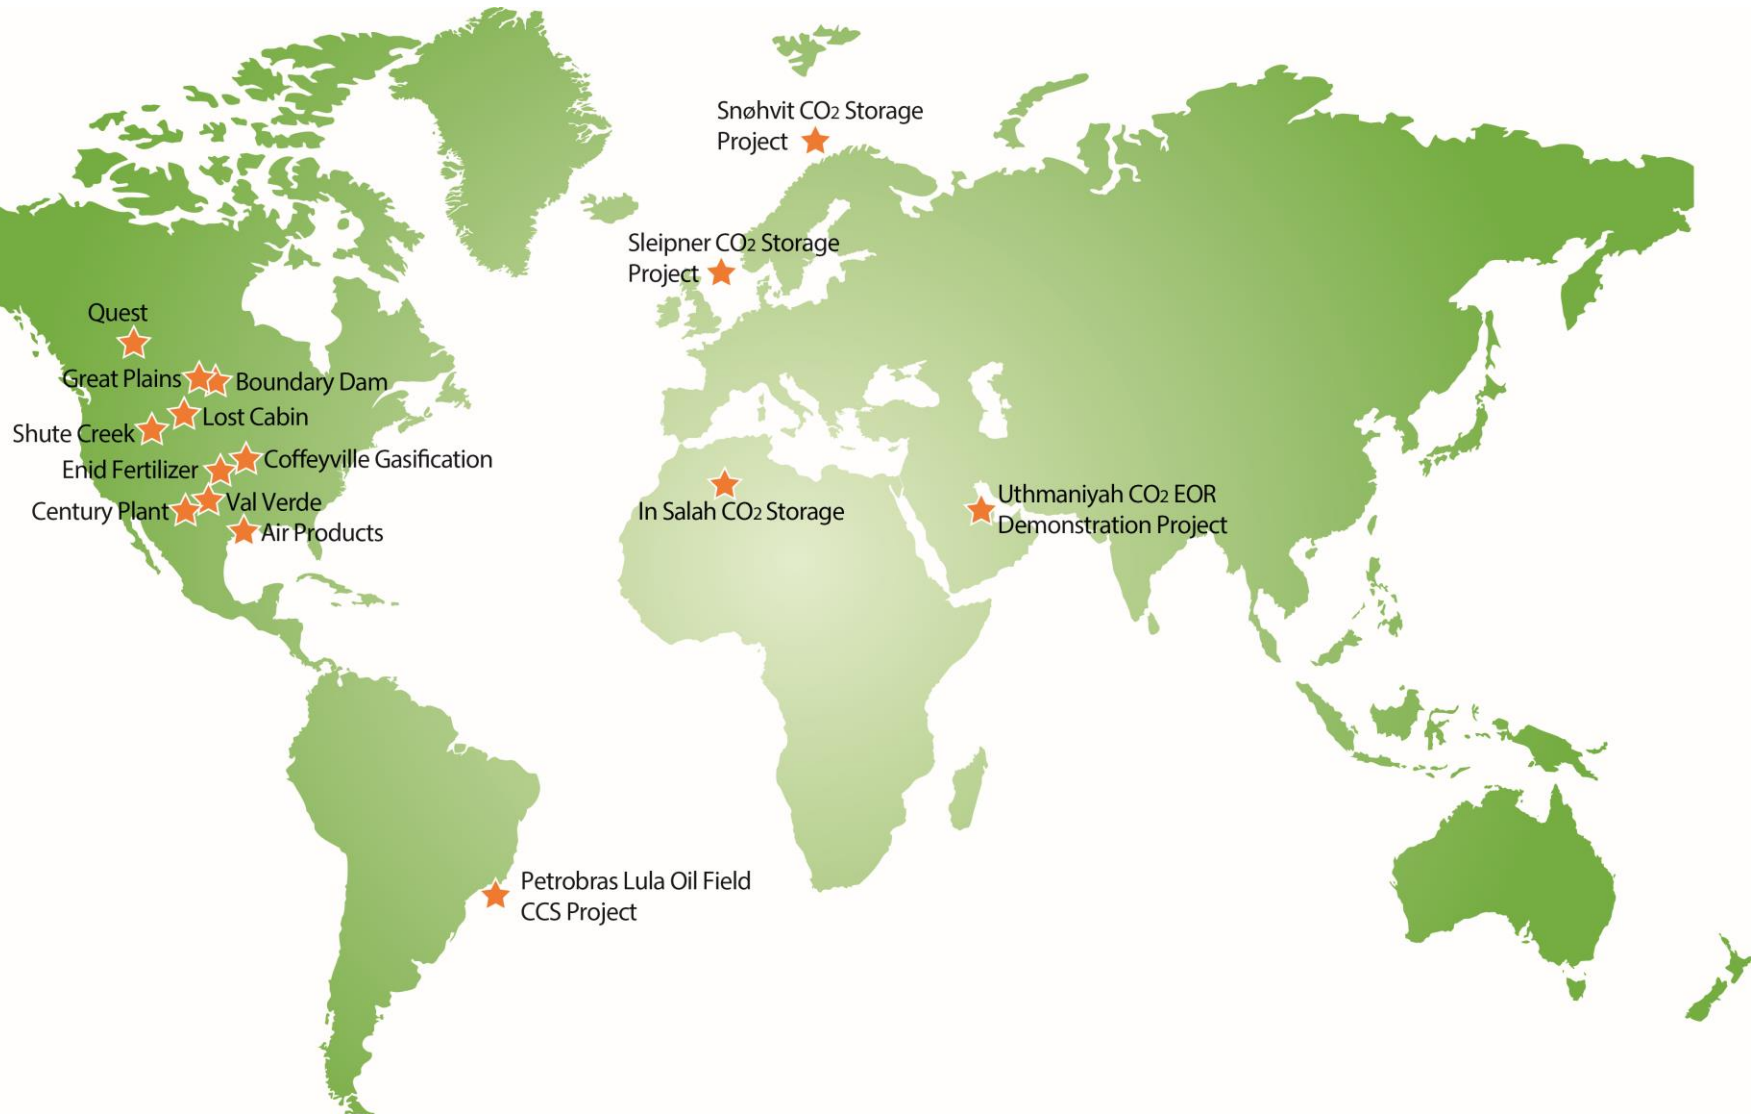 Snøhvit CO2 Storage
Project
Sleipner CO2 Storage
Project
Quest
Great Plains
Boundary Dam
Lost Cabin
Shute Creek
Coffeyville Gasification
Enid Fertilizer
Val Verde
Century Plant
Air Products
In Salah CO2 Storage
Uthmaniyah CO2 EOR
Demonstration Project
Petrobras Lula Oil Field
CCS Project